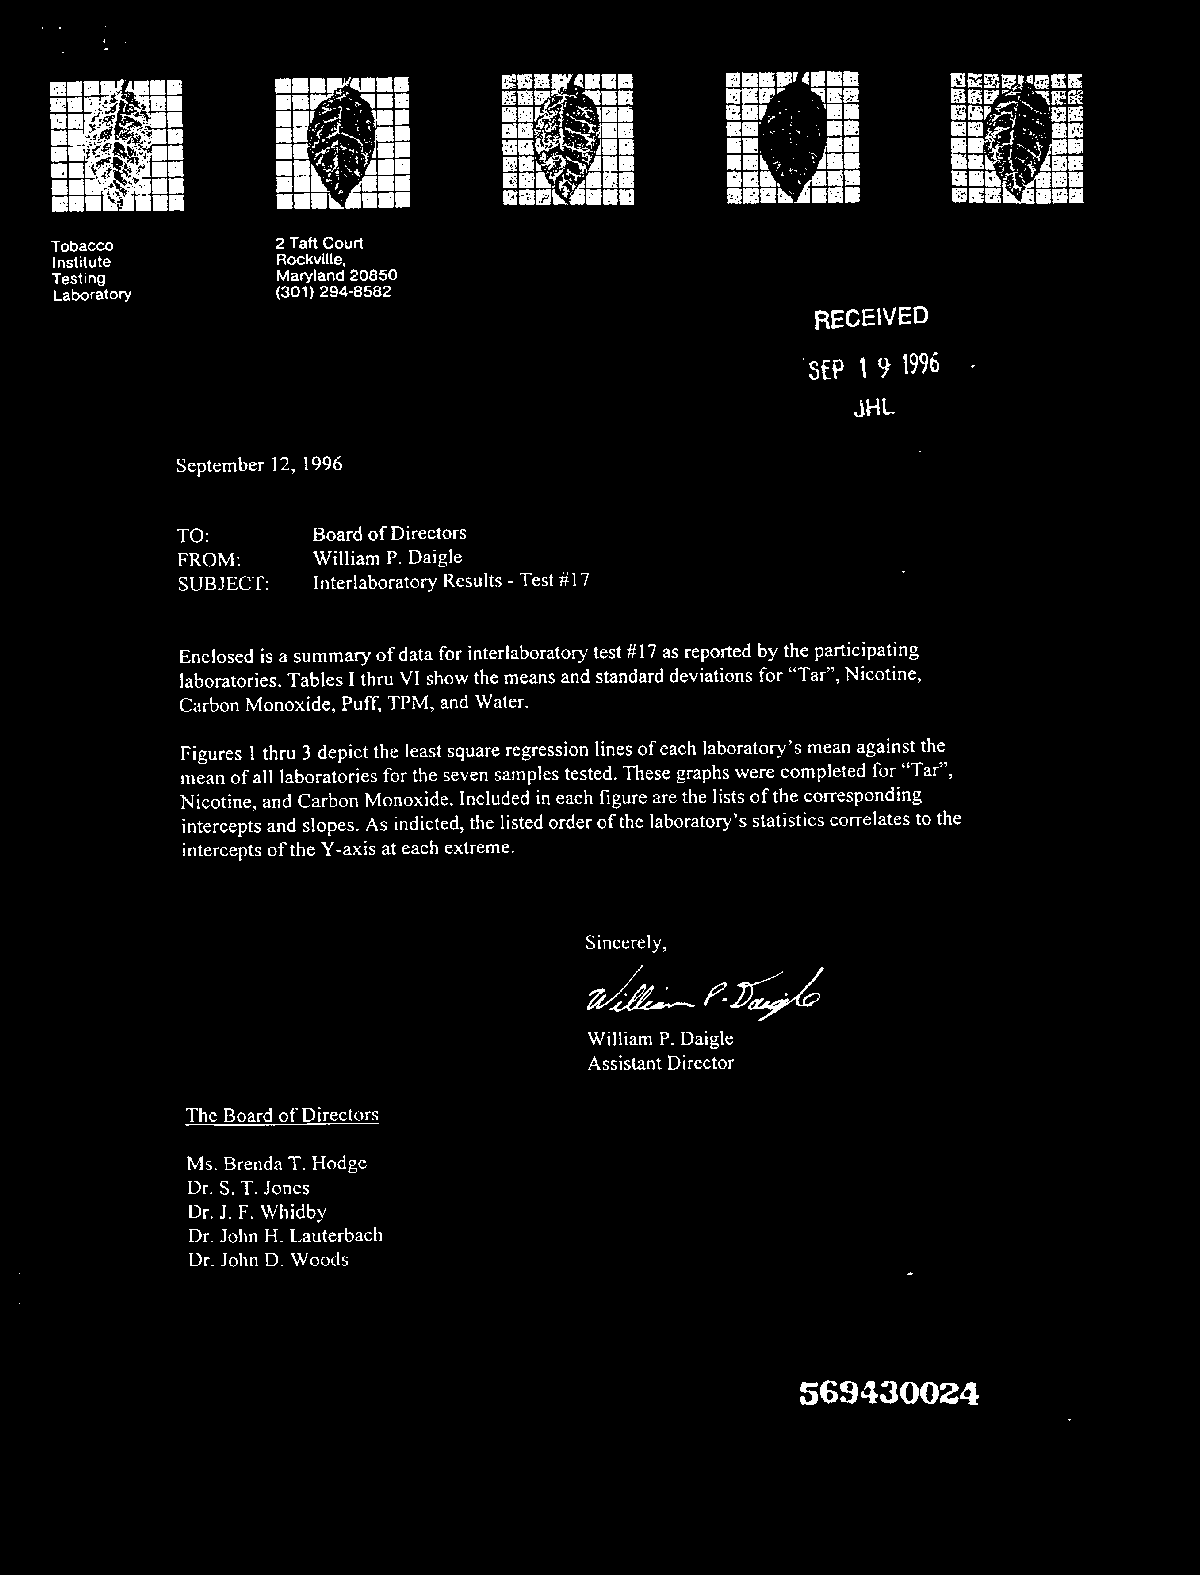 Tobacco
Institute
Testing
Laboratory
2 Taft Court
Rockville,
Maryland 20850
(301) 294-8582
RECEIVED
SEP 19 1996
JHL
September 12, 1996
TO: Board of Directors
FROM: William P. Daigle
SUBJECT: Interlaboratory Results - Test #17
Enclosed is a summary of data for interlaboratory test #17 as reported by the participating
laboratories. Tables I thru VI show the means and standard deviations for “Tar”, Nicotine,
Carbon Monoxide, Puff, TPM, and Water.
Figures 1 thru 3 depict the least square regression lines of each laboratory's mean against the
mean of all laboratories for the seven samples tested. These graphs were completed for “Tar”,
Nicotine, and Carbon Monoxide. Included in each figure are the lists of the corresponding
intercepts and slopes. As indicted, the listed order of the laboratory's statistics correlates to the
intercepts of the Y-axis at each extreme.
Sincerely,
William P. Daigle
William P. Daigle
Assistant Director
The Board of Directors
Ms. Brenda T. Hodge
Dr. S. T. Jones
Dr. J. F. Whidby
Dr. John H. Lauterbach
Dr. John D. Woods
569430024